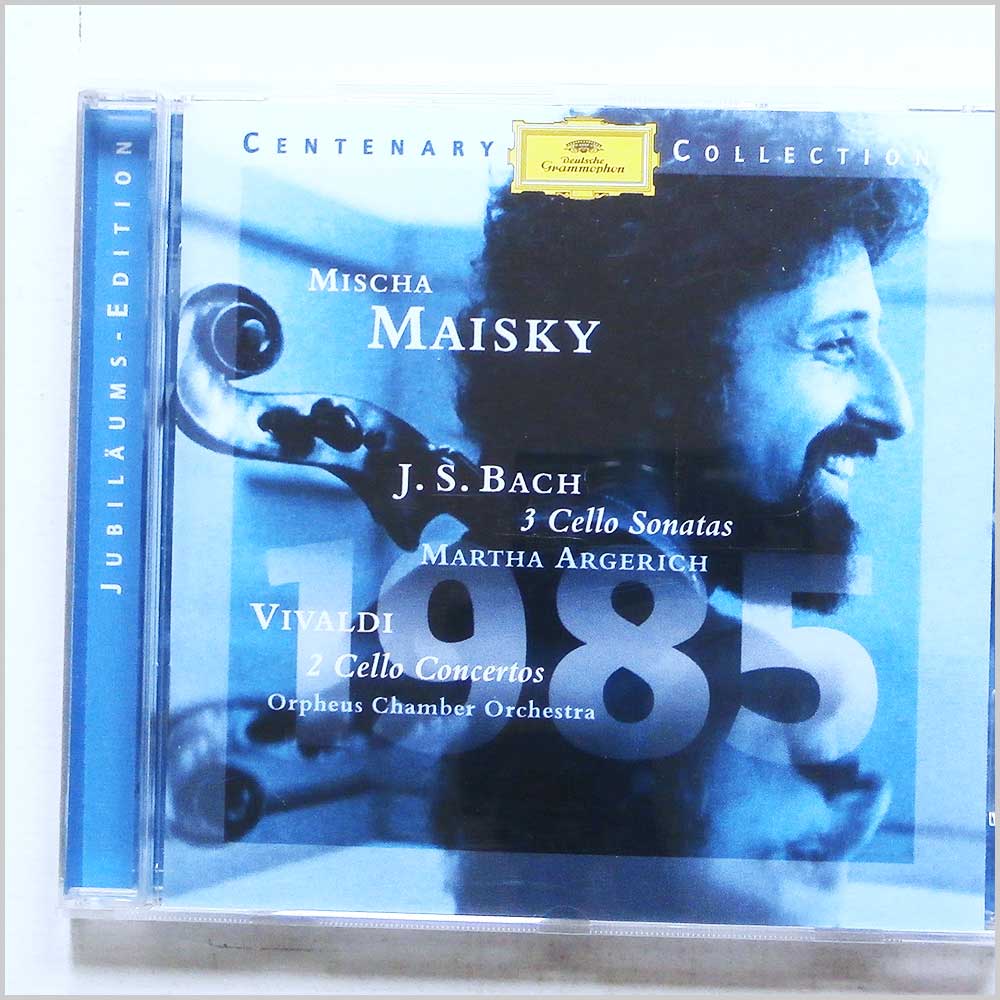 JUBILÄUMS-EDITION
CENTENARY COLLECTION
Deutsche
Grammophon
MISCHA
MAISKY
J. S. BACH
3 Cello Sonatas
MARTHA ARGERICH
1985
VIVALDI
2 Cello Concertos
Orpheus Chamber Orchestra